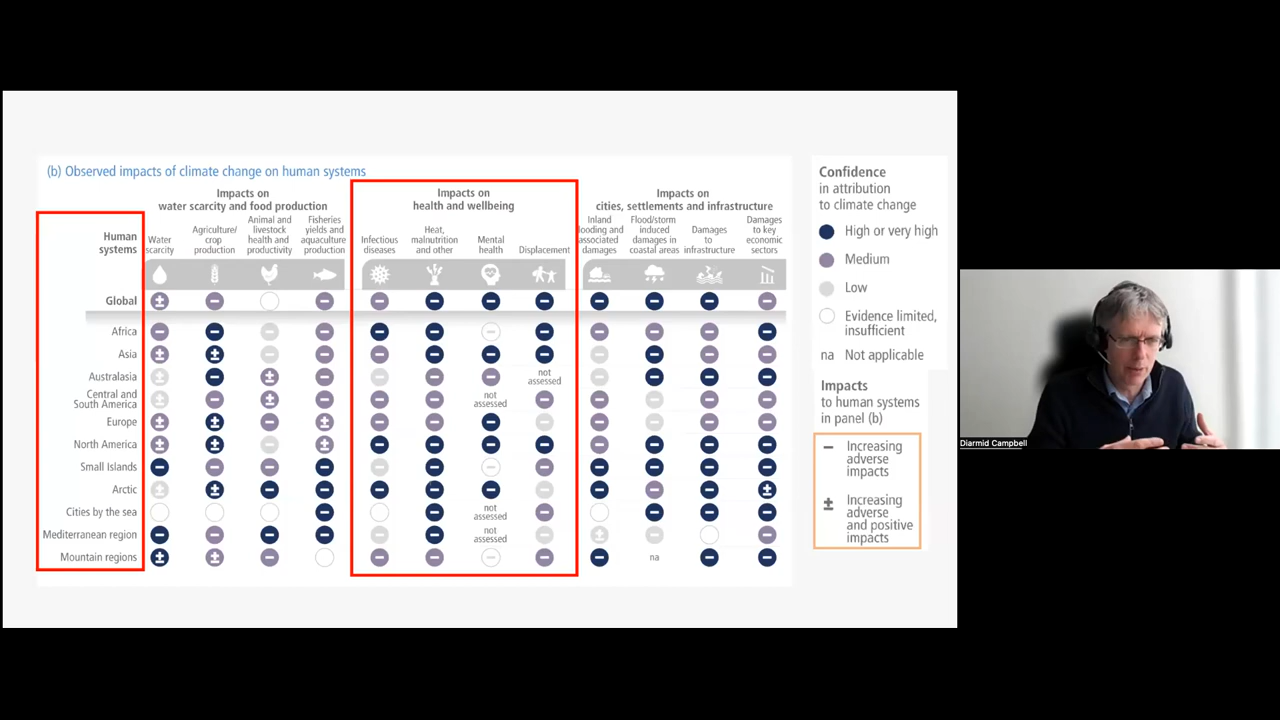 (b) Observed impacts of climate change on human systems
Impacts on
water scarcity and food production
Impacts on
health and wellbeing
Impacts on
cities, settlements and infrastructure
Human
systems
Water
scarcity
Agriculture/
crop
production
Animal and
livestock
health and
productivity
Fisheries
yields and
aquaculture
production
Infectious
diseases
Heat,
malnutrition
and other
Mental
health
Displacement
Inland
looding and
associated
damages
Flood/storm
induced
damages in
coastal areas
Damages
to
infrastructure
Damages
to key
economic
sectors
Global
± − − − − − − − − − −
Africa
− − − − − − − − − − − −
Asia
± ± − − − − − − − − − −
Australasia
± − ± − − − − not assessed − − − −
Central and
South America
± − ± − − − not assessed − − − − −
Europe
± ± − ± − − − − − − − −
North America
± ± − ± − − − − − − − −
Small Islands
− − − − − − − − − − − −
Arctic
± ± − − − − − − − − − ±
Cities by the sea
− − not assessed − − − −
Mediterranean region
− − − − − − not assessed − ± − −
Mountain regions
± ± − − − − − − na − −
Confidence
in attribution
to climate change
High or very high
Medium
Low
Evidence limited,
insufficient
na Not applicable
Impacts
to human systems
in panel (b)
− Increasing
adverse
impacts
± Increasing
adverse
and positive
impacts
Diarmid Campbell